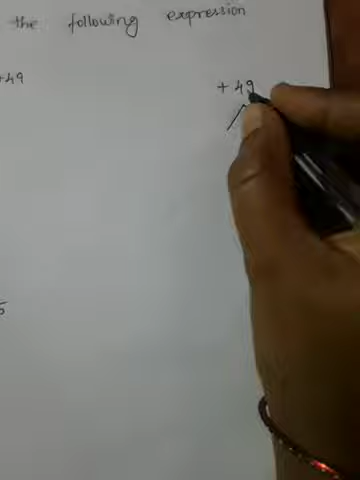 the following expression
+49
+49
5